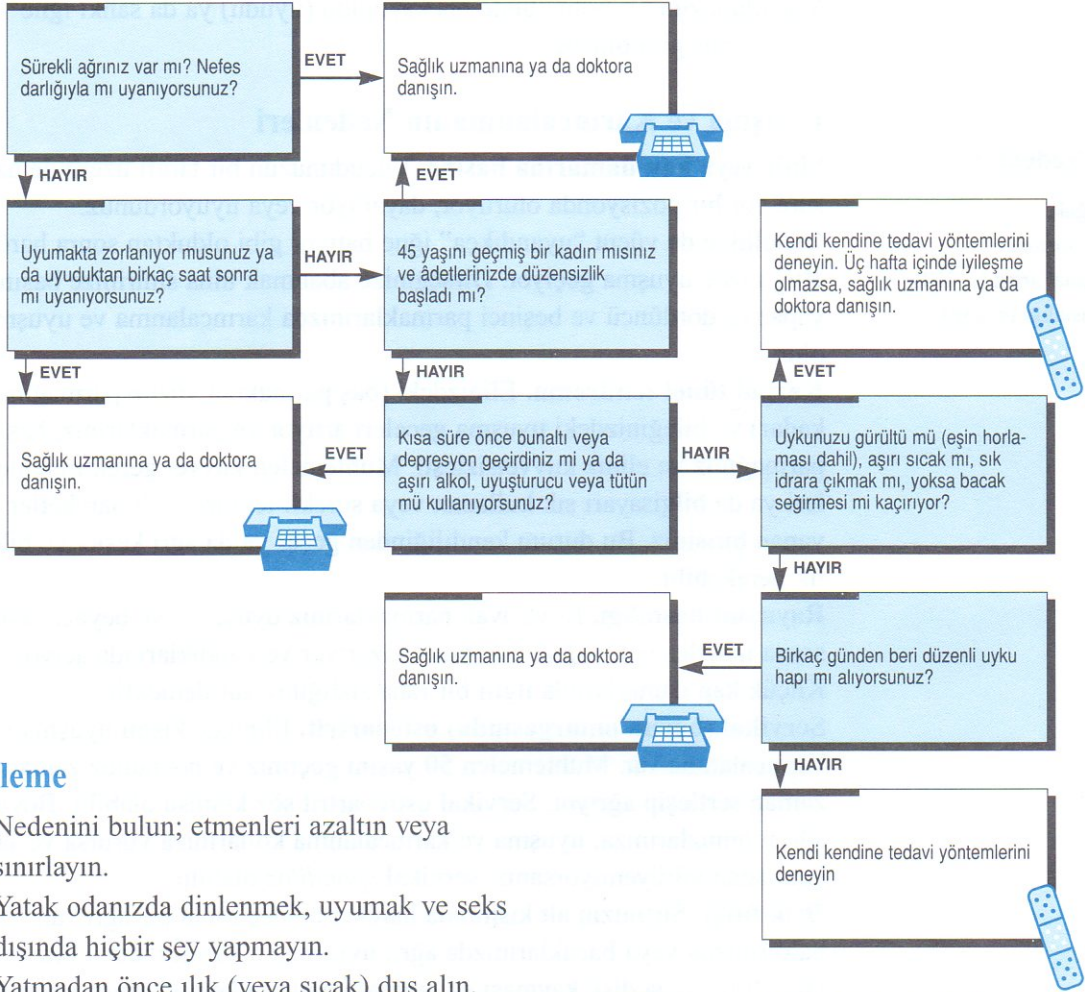 Sürekli ağrınız var mı? Nefes
darlığıyla mı uyanıyorsunuz?
EVET
Sağlık uzmanına ya da doktora
danışın.
HAYIR
EVET
Uyumakta zorlanıyor musunuz ya
da uyuduktan birkaç saat sonra
mı uyanıyorsunuz?
HAYIR
45 yaşını geçmiş bir kadın mısınız
ve âdetlerinizde düzensizlik
başladı mı?
Kendi kendine tedavi yöntemlerini
deneyin. Üç hafta içinde iyileşme
olmazsa, sağlık uzmanına ya da
doktora danışın.
EVET
HAYIR
EVET
Sağlık uzmanına ya da doktora
danışın.
EVET
Kısa süre önce bunaltı veya
depresyon geçirdiniz mi ya da
aşırı alkol, uyuşturucu veya tütün
mü kullanıyorsunuz?
HAYIR
Uykunuzu gürültü mü (eşin horla-
ması dahil), aşırı sıcak mı, sık
idrara çıkmak mı, yoksa bacak
seğirmesi mi kaçırıyor?
HAYIR
Sağlık uzmanına ya da doktora
danışın.
EVET
Birkaç günden beri düzenli uyku
hapı mı alıyorsunuz?
HAYIR
Kendi kendine tedavi yöntemlerini
deneyin
leme
Nedenini bulun; etmenleri azaltın veya
sınırlayın.
Yatak odanızda dinlenmek, uyumak ve seks
dışında hiçbir şey yapmayın.
Yatmadan önce ılık (veya sıcak) duş alın.